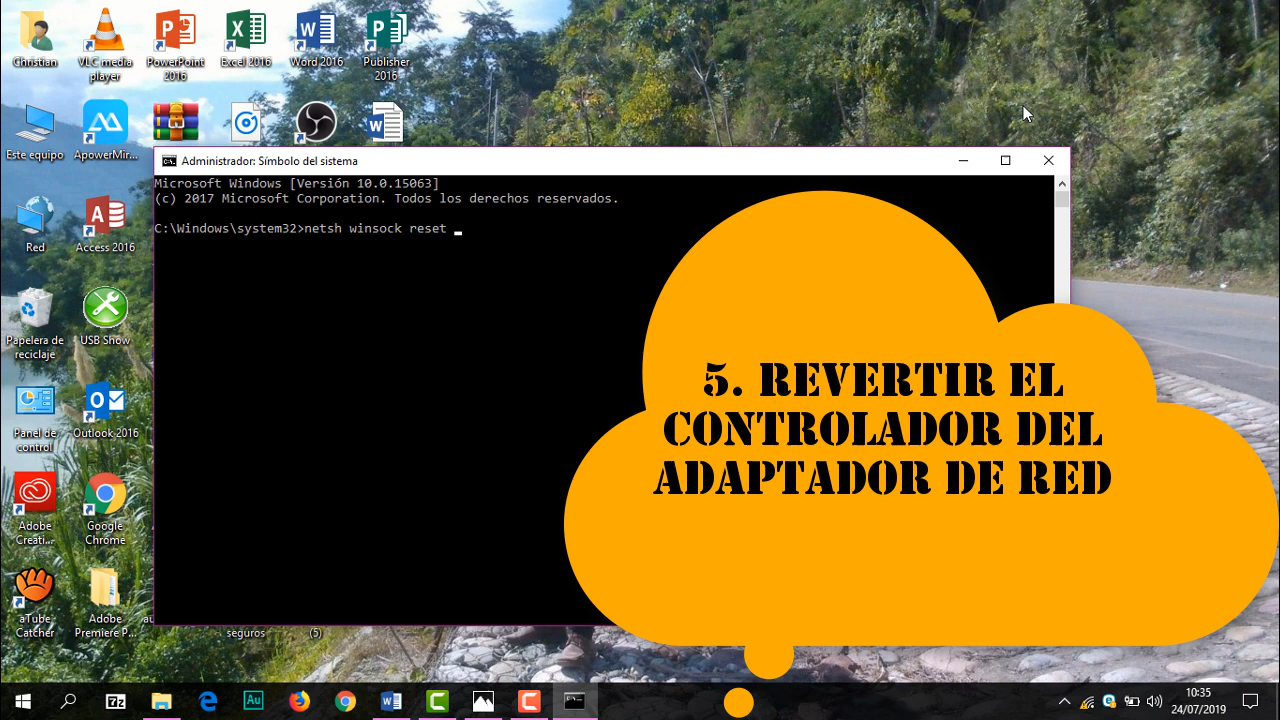 Christian
VLC media
player
PowerPoint
2016
Excel 2016
Word 2016
Publisher
2016
Este equipo
ApowerMir...
Administrador: Símbolo del sistema
Microsoft Windows [Versión 10.0.15063]
(c) 2017 Microsoft Corporation. Todos los derechos reservados.
C:\Windows\system32>netsh winsock reset _
Red
Access 2016
Papelera de
reciclaje
USB Show
Panel de
control
Outlook 2016
Adobe
Creati...
Google
Chrome
aTube
Catcher
Adobe
Premiere P...
seguros
(5)
5. REVERTIR EL
CONTROLADOR DEL
ADAPTADOR DE RED
10:35
24/07/2019